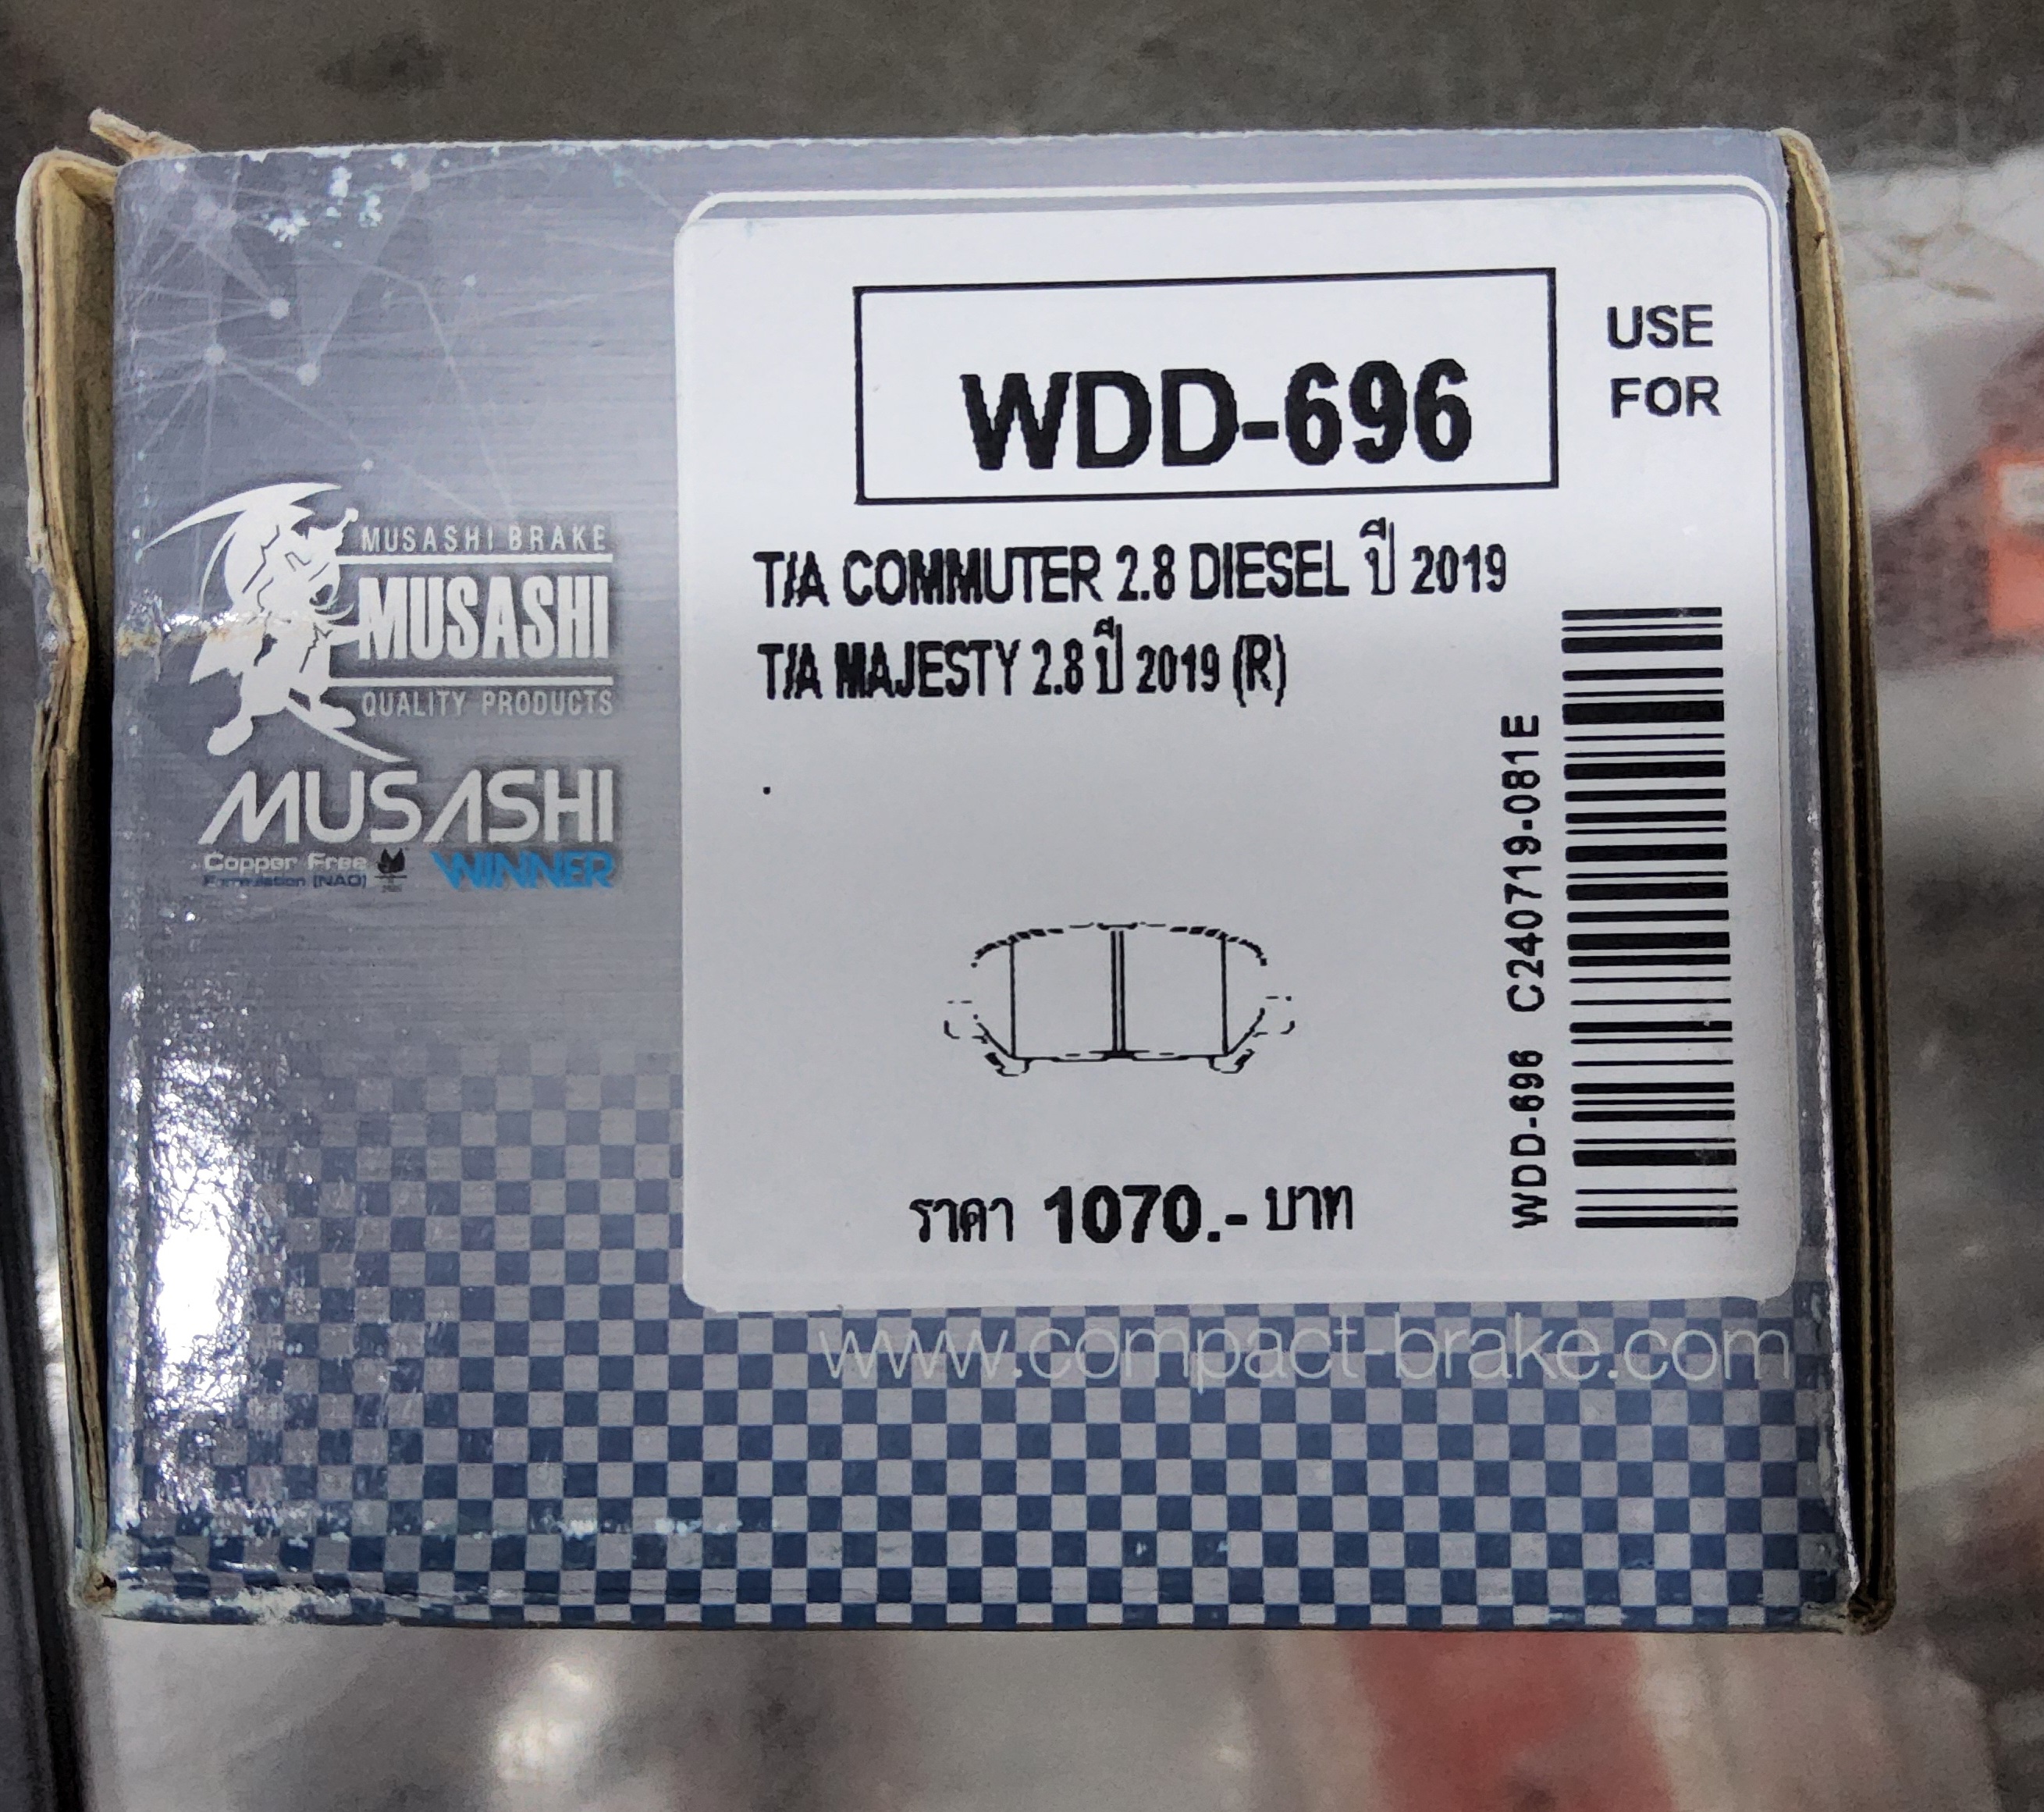 WDD-696
USE
FOR
T/A COMMUTER 2.8 DIESEL ปี 2019
T/A MAJESTY 2.8 ปี 2019 (R)
MUSASHI BRAKE
MUSASHI
QUALITY PRODUCTS
MUSASHI
Copper Free
Formulation (NAO)
WINNER
WDD-696 C240719-081E
ราคา 1070.- บาท
www.compact-brake.com